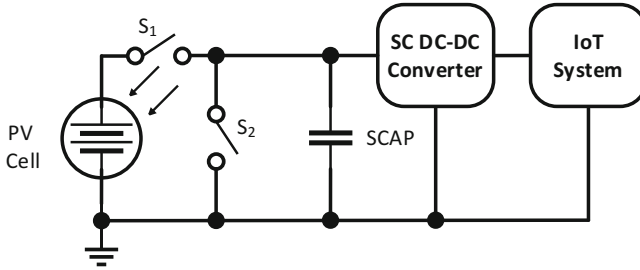 S1
SC DC-DC
Converter
IoT
System
PV
Cell
S2
SCAP